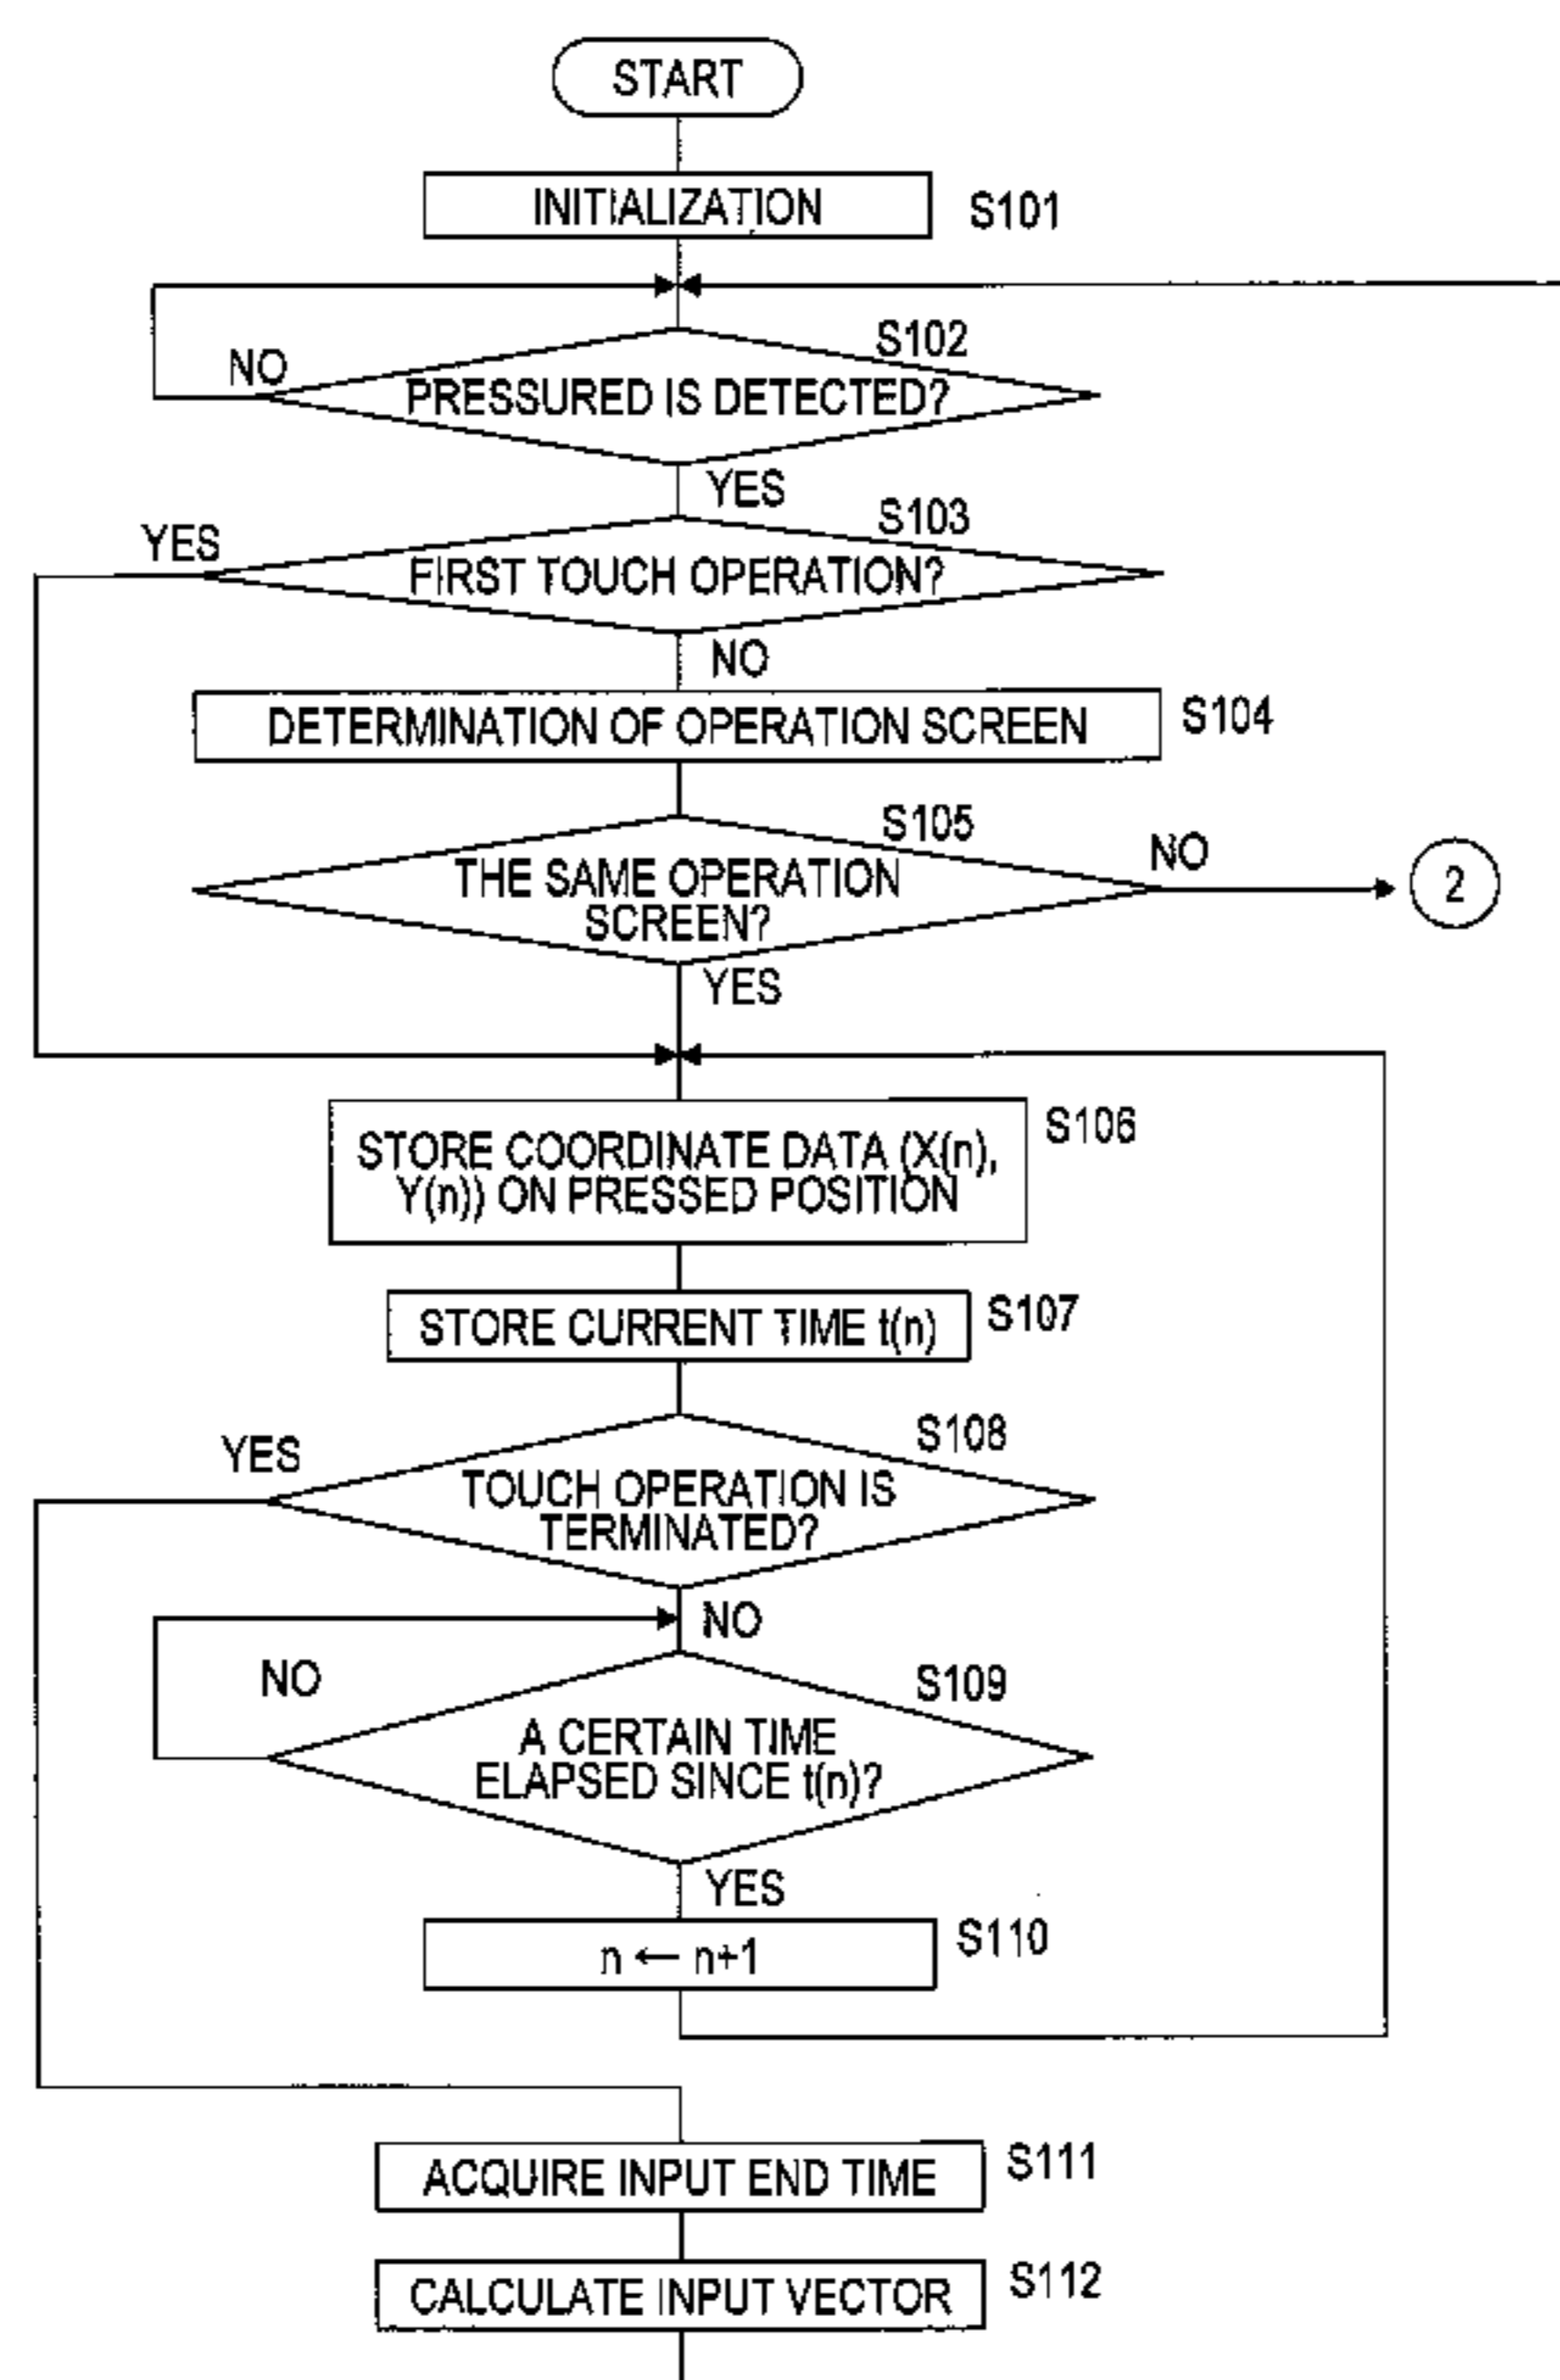 START
INITIALIZATION
S101
S102
NO
PRESSURED IS DETECTED?
YES
S103
YES
FIRST TOUCH OPERATION?
NO
DETERMINATION OF OPERATION SCREEN
S104
S105
NO
THE SAME OPERATION
SCREEN?
2
YES
S106
STORE COORDINATE DATA (X(n),
Y(n)) ON PRESSED POSITION
STORE CURRENT TIME t(n)
S107
S108
YES
TOUCH OPERATION IS
TERMINATED?
NO
NO
S109
A CERTAIN TIME
ELAPSED SINCE t(n)?
YES
n ← n+1
S110
ACQUIRE INPUT END TIME
S111
CALCULATE INPUT VECTOR
S112